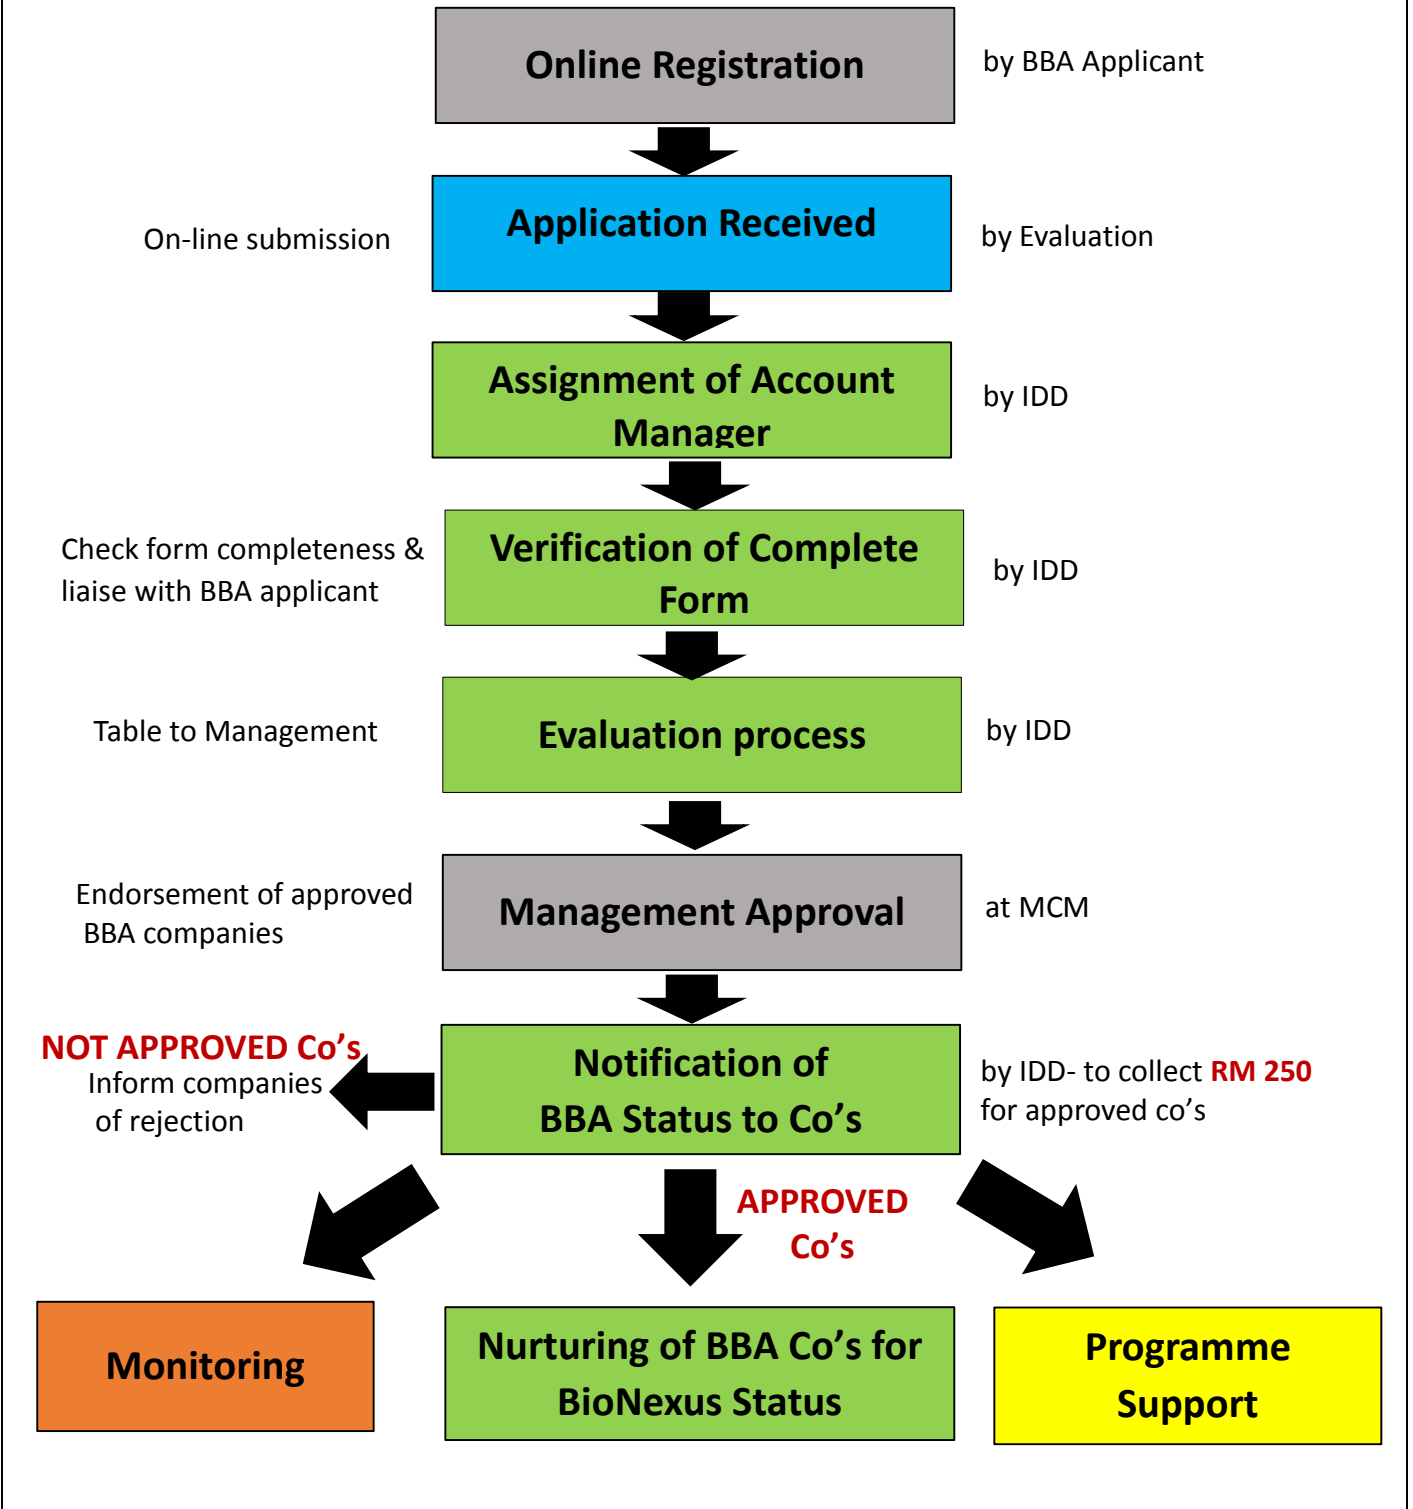 Online Registration
by BBA Applicant
Application Received
On-line submission
by Evaluation
Assignment of Account
Manager
by IDD
Verification of Complete
Form
Check form completeness &
liaise with BBA applicant
by IDD
Evaluation process
Table to Management
by IDD
Management Approval
Endorsement of approved
BBA companies
at MCM
NOT APPROVED Co’s
Inform companies
of rejection
Notification of
BBA Status to Co’s
by IDD- to collect RM 250
for approved co’s
APPROVED
Co’s
Monitoring
Nurturing of BBA Co’s for
BioNexus Status
Programme
Support